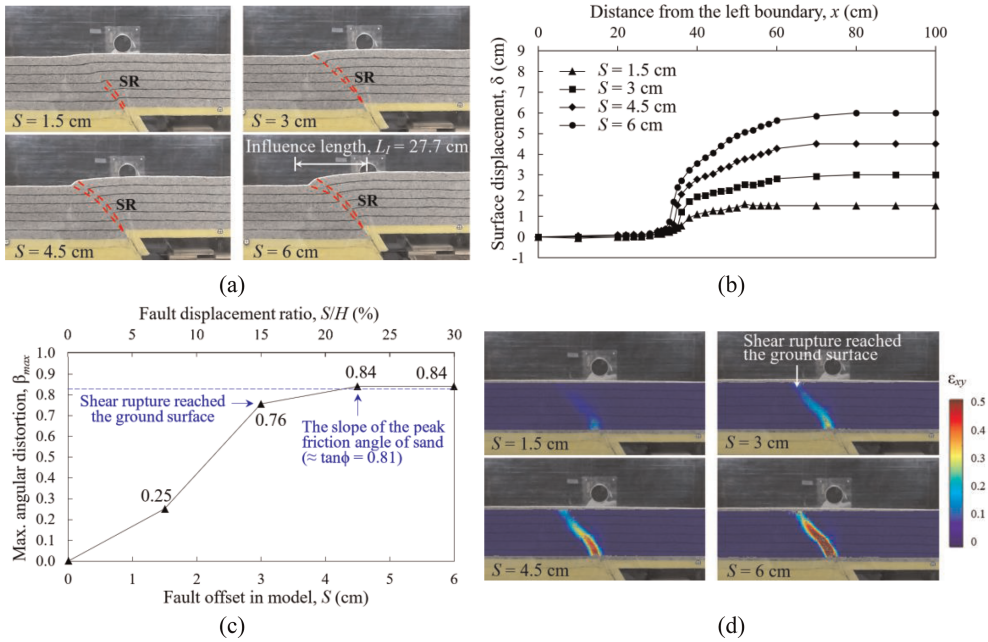 SR
S = 1.5 cm
SR
S = 3 cm
SR
S = 4.5 cm
Influence length, L_I = 27.7 cm
SR
S = 6 cm
(a)
Distance from the left boundary, x (cm)
0 20 40 60 80 100
Surface displacement, δ (cm)
9
8
7
6
5
4
3
2
1
0
-1
S = 1.5 cm
S = 3 cm
S = 4.5 cm
S = 6 cm
(b)
Fault displacement ratio, S/H (%)
0 5 10 15 20 25 30
Max. angular distortion, β_max
1.0
0.9
0.8
0.7
0.6
0.5
0.4
0.3
0.2
0.1
0.0
0.84
0.84
Shear rupture reached
the ground surface
0.76
The slope of the peak
friction angle of sand
(≈ tanϕ = 0.81)
0.25
0 1 2 3 4 5 6
Fault offset in model, S (cm)
(c)
S = 1.5 cm
Shear rupture reached
the ground surface
S = 3 cm
S = 4.5 cm
S = 6 cm
ε_xy
0.5
0.4
0.3
0.2
0.1
0
(d)